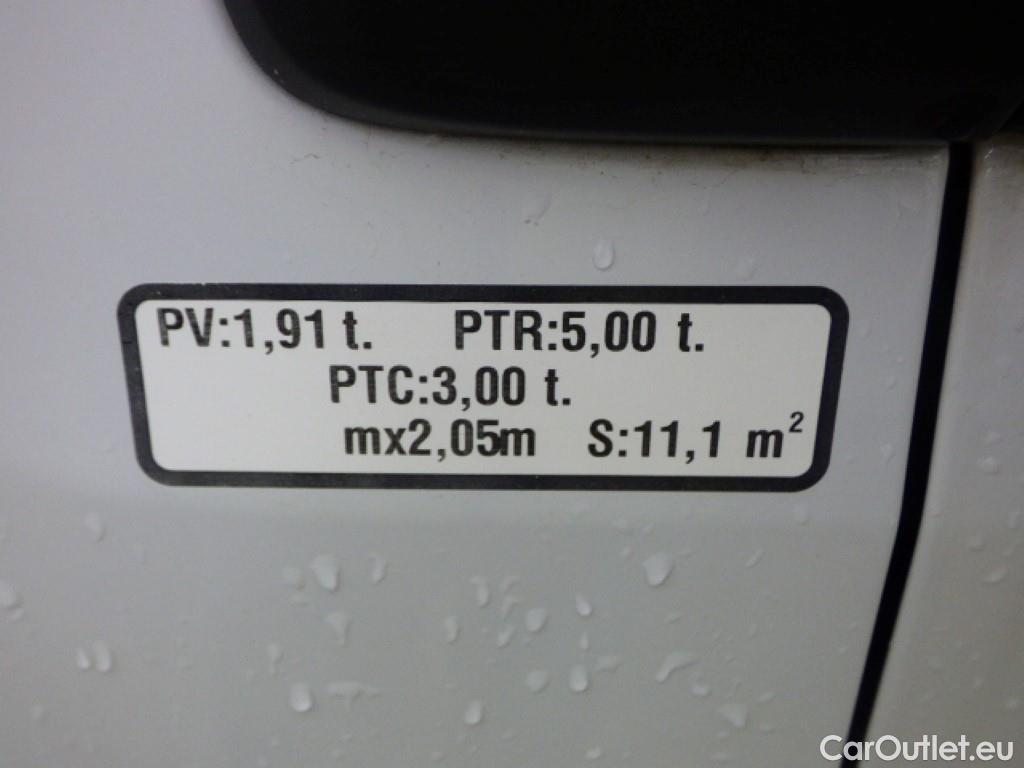 PV:1,91 t. PTR:5,00 t.
PTC:3,00 t.
mx2,05m S:11,1 m²
CarOutlet.eu